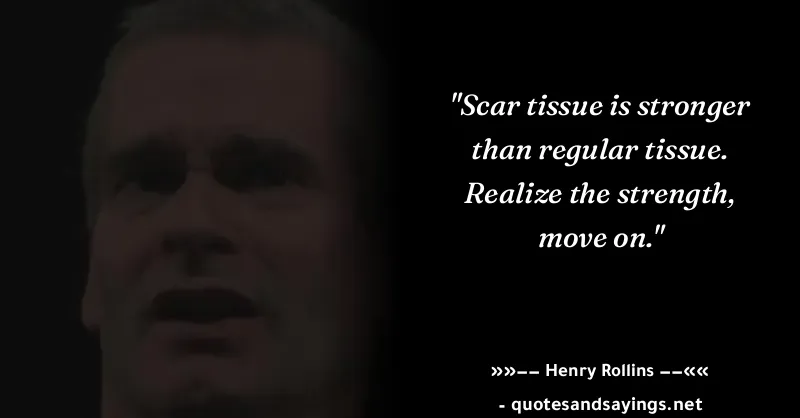 "Scar tissue is stronger
than regular tissue.
Realize the strength,
move on."
»»−− Henry Rollins −−««
- quotesandsayings.net